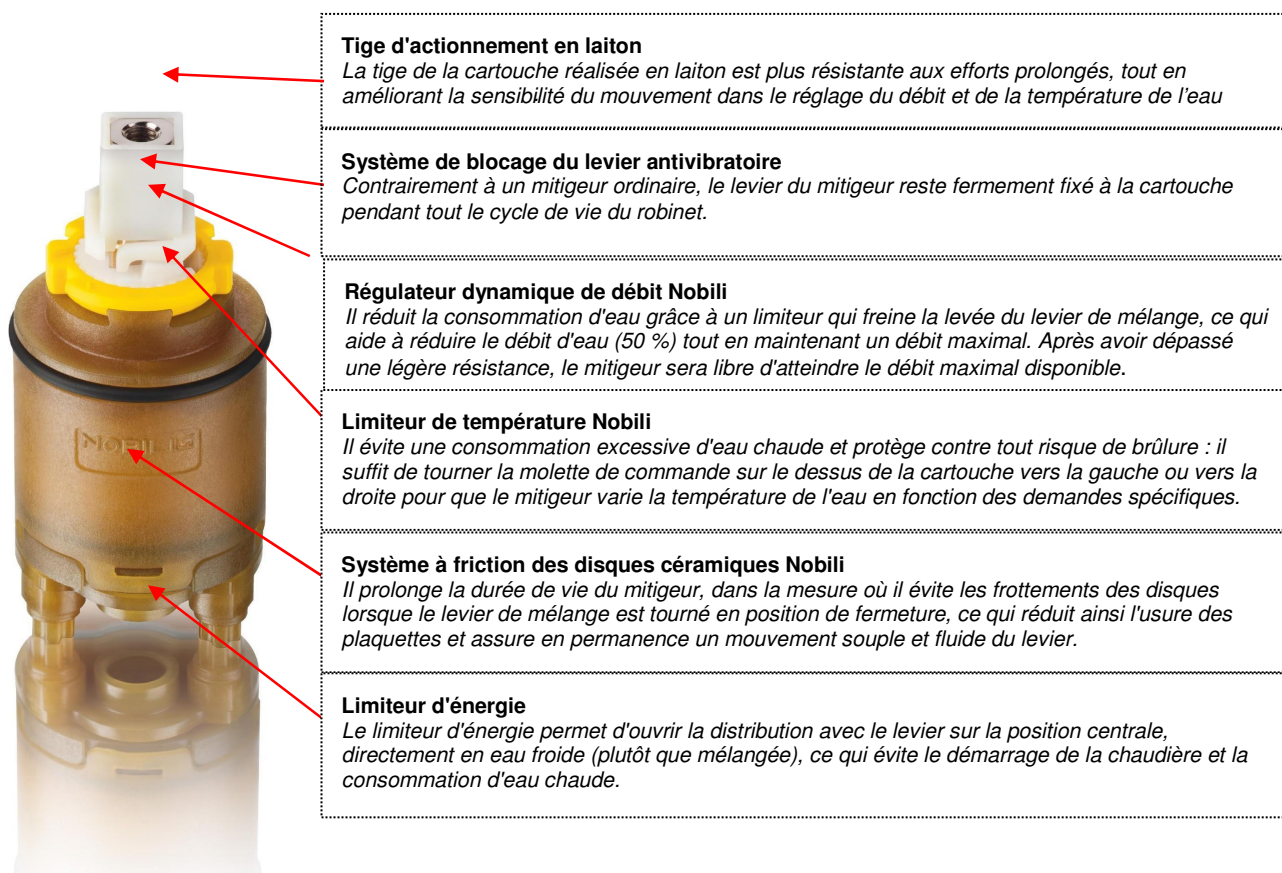 Tige d'actionnement en laiton
La tige de la cartouche réalisée en laiton est plus résistante aux efforts prolongés, tout en
améliorant la sensibilité du mouvement dans le réglage du débit et de la température de l'eau
Système de blocage du levier antivibratoire
Contrairement à un mitigeur ordinaire, le levier du mitigeur reste fermement fixé à la cartouche
pendant tout le cycle de vie du robinet.
Régulateur dynamique de débit Nobili
Il réduit la consommation d'eau grâce à un limiteur qui freine la levée du levier de mélange, ce qui
aide à réduire le débit d'eau (50 %) tout en maintenant un débit maximal. Après avoir dépassé
une légère résistance, le mitigeur sera libre d'atteindre le débit maximal disponible.
Limiteur de température Nobili
Il évite une consommation excessive d'eau chaude et protège contre tout risque de brûlure : il
suffit de tourner la molette de commande sur le dessus de la cartouche vers la gauche ou vers la
droite pour que le mitigeur varie la température de l'eau en fonction des demandes spécifiques.
NOBILI
Système à friction des disques céramiques Nobili
Il prolonge la durée de vie du mitigeur, dans la mesure où il évite les frottements des disques
lorsque le levier de mélange est tourné en position de fermeture, ce qui réduit ainsi l'usure des
plaquettes et assure en permanence un mouvement souple et fluide du levier.
Limiteur d'énergie
Le limiteur d'énergie permet d'ouvrir la distribution avec le levier sur la position centrale,
directement en eau froide (plutôt que mélangée), ce qui évite le démarrage de la chaudière et la
consommation d'eau chaude.